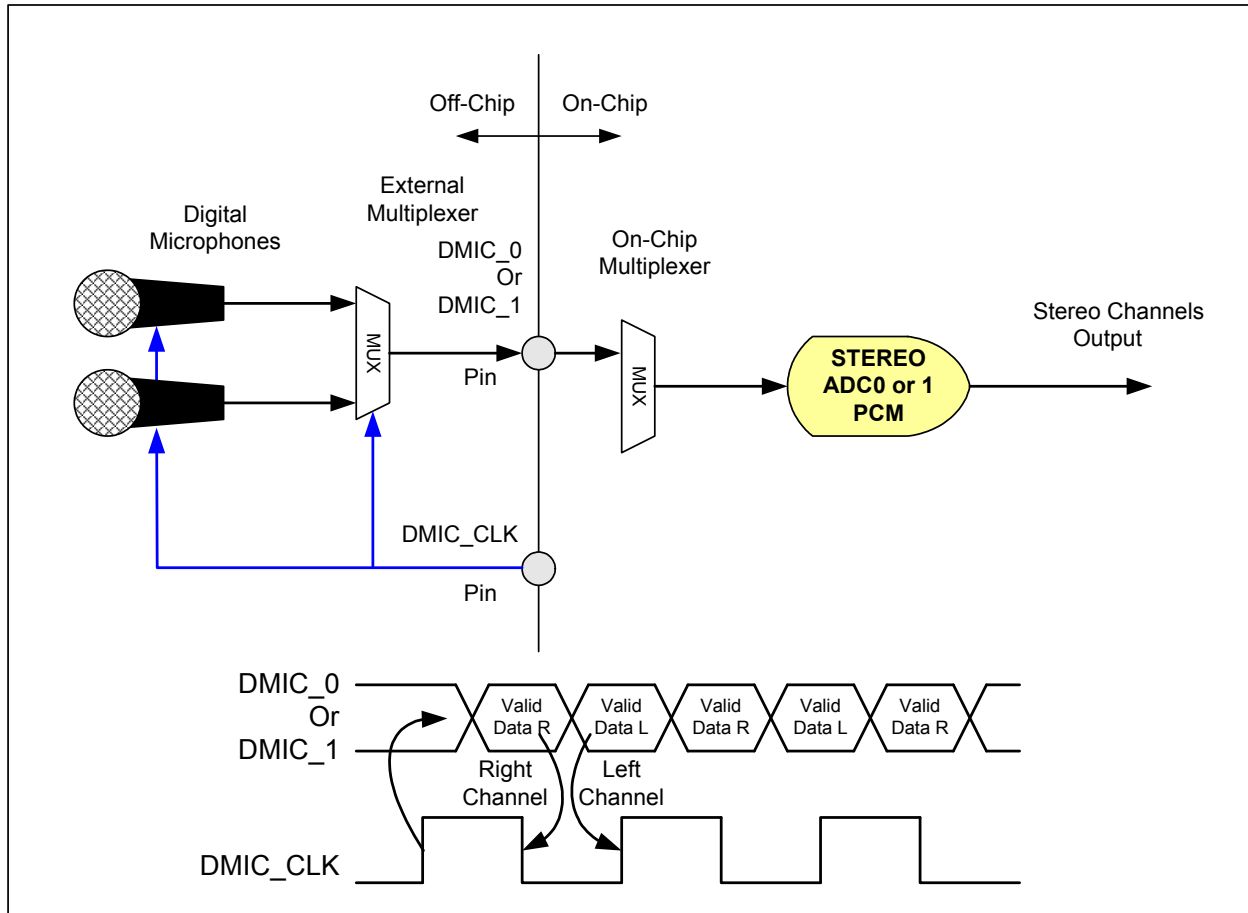 Off-Chip
On-Chip
Digital
Microphones
External
Multiplexer
DMIC_0
Or
DMIC_1
On-Chip
Multiplexer
Stereo Channels
Output
MUX
Pin
MUX
STEREO
ADC0 or 1
PCM
DMIC_CLK
Pin
DMIC_0
Or
DMIC_1
Valid
Data R
Valid
Data L
Valid
Data R
Valid
Data L
Valid
Data R
Right
Channel
Left
Channel
DMIC_CLK